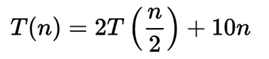 T(n) = 2T(n/2) + 10n